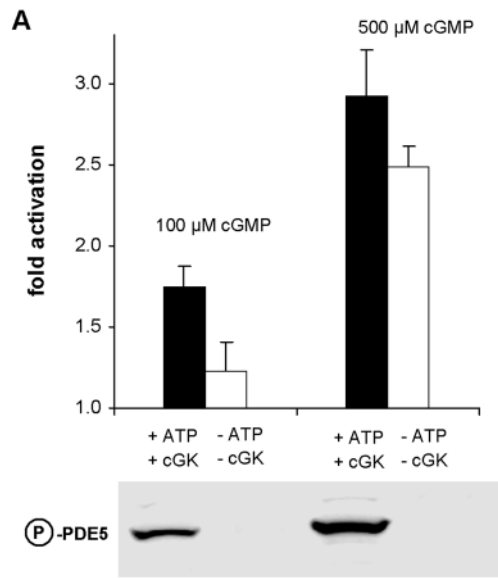 A
500 µM cGMP
3.0
2.5
100 µM cGMP
2.0
1.5
1.0
fold activation
+ ATP - ATP + ATP - ATP
+ cGK - cGK + cGK - cGK
P -PDE5